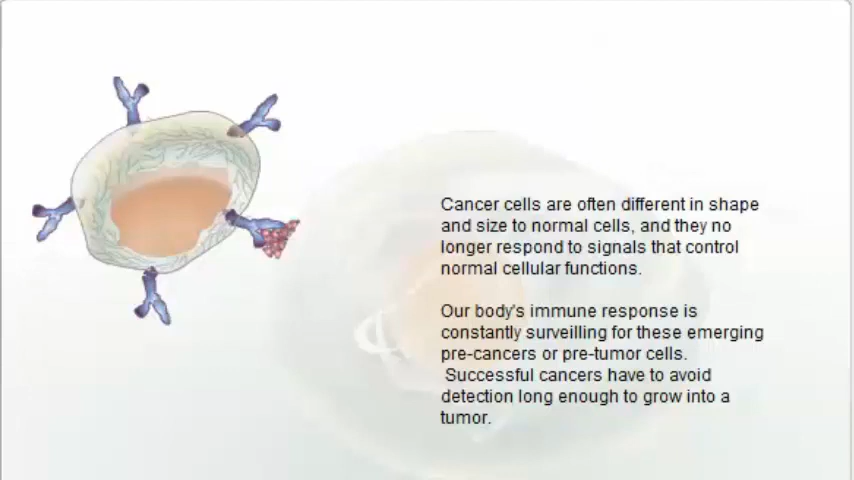 Cancer cells are often different in shape
and size to normal cells, and they no
longer respond to signals that control
normal cellular functions.
Our body's immune response is
constantly surveilling for these emerging
pre-cancers or pre-tumor cells.
Successful cancers have to avoid
detection long enough to grow into a
tumor.